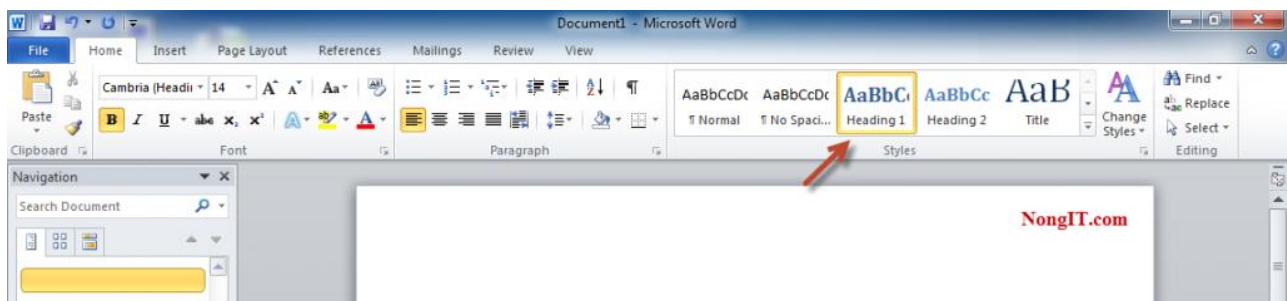 Document1 - Microsoft Word
File Home Insert Page Layout References Mailings Review View
Cambria (Headin 14
Aa
Paste
B I U abc x₂ x² A ab A
AaBbCcDc AaBbCcDc AaBbC AaBbCc AaB
¶ Normal ¶ No Spaci... Heading 1 Heading 2 Title
Change Styles
Find
Replace
Select
Clipboard Font Paragraph Styles Editing
Navigation
Search Document
NongIT.com